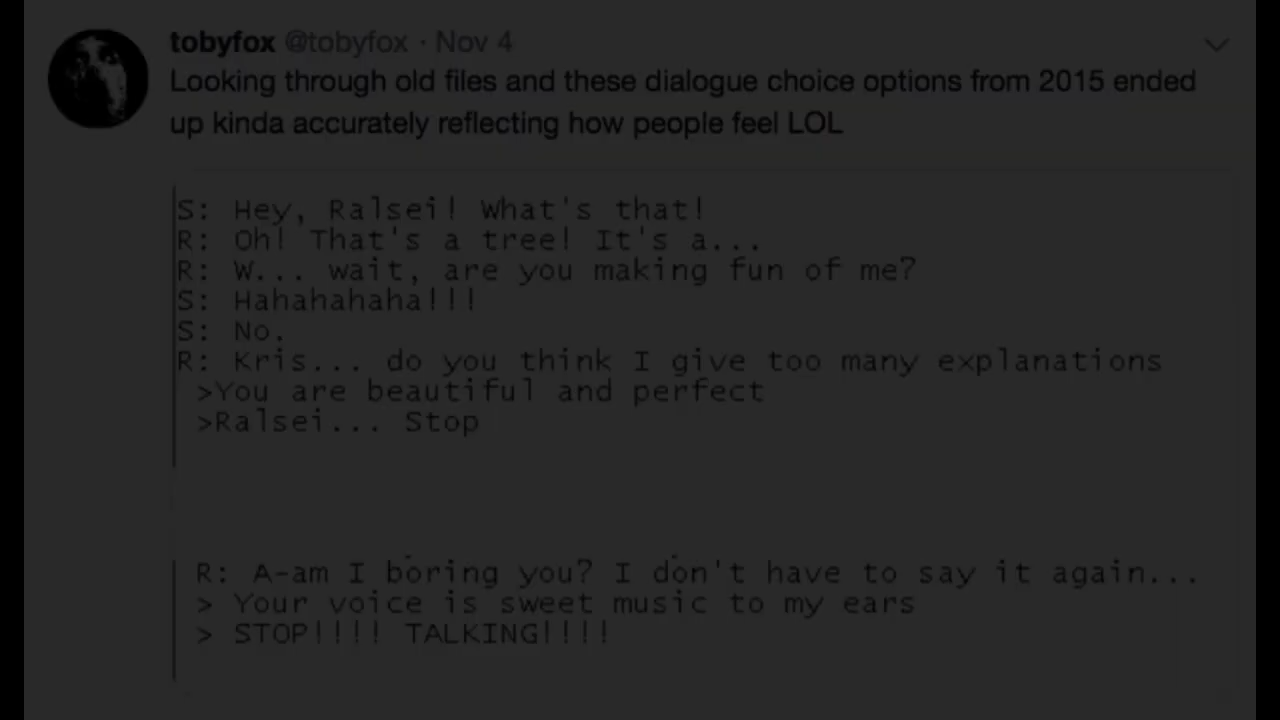 tobyfox @tobyfox · Nov 4
Looking through old files and these dialogue choice options from 2015 ended
up kinda accurately reflecting how people feel LOL
S: Hey, Ralsei! What's that!
R: Oh! That's a tree! It's a...
R: W... wait, are you making fun of me?
S: Hahahahaha!!!
S: No.
R: Kris... do you think I give too many explanations
>You are beautiful and perfect
>Ralsei... Stop
R: A-am I boring you? I don't have to say it again...
> Your voice is sweet music to my ears
> STOP!!!! TALKING!!!!